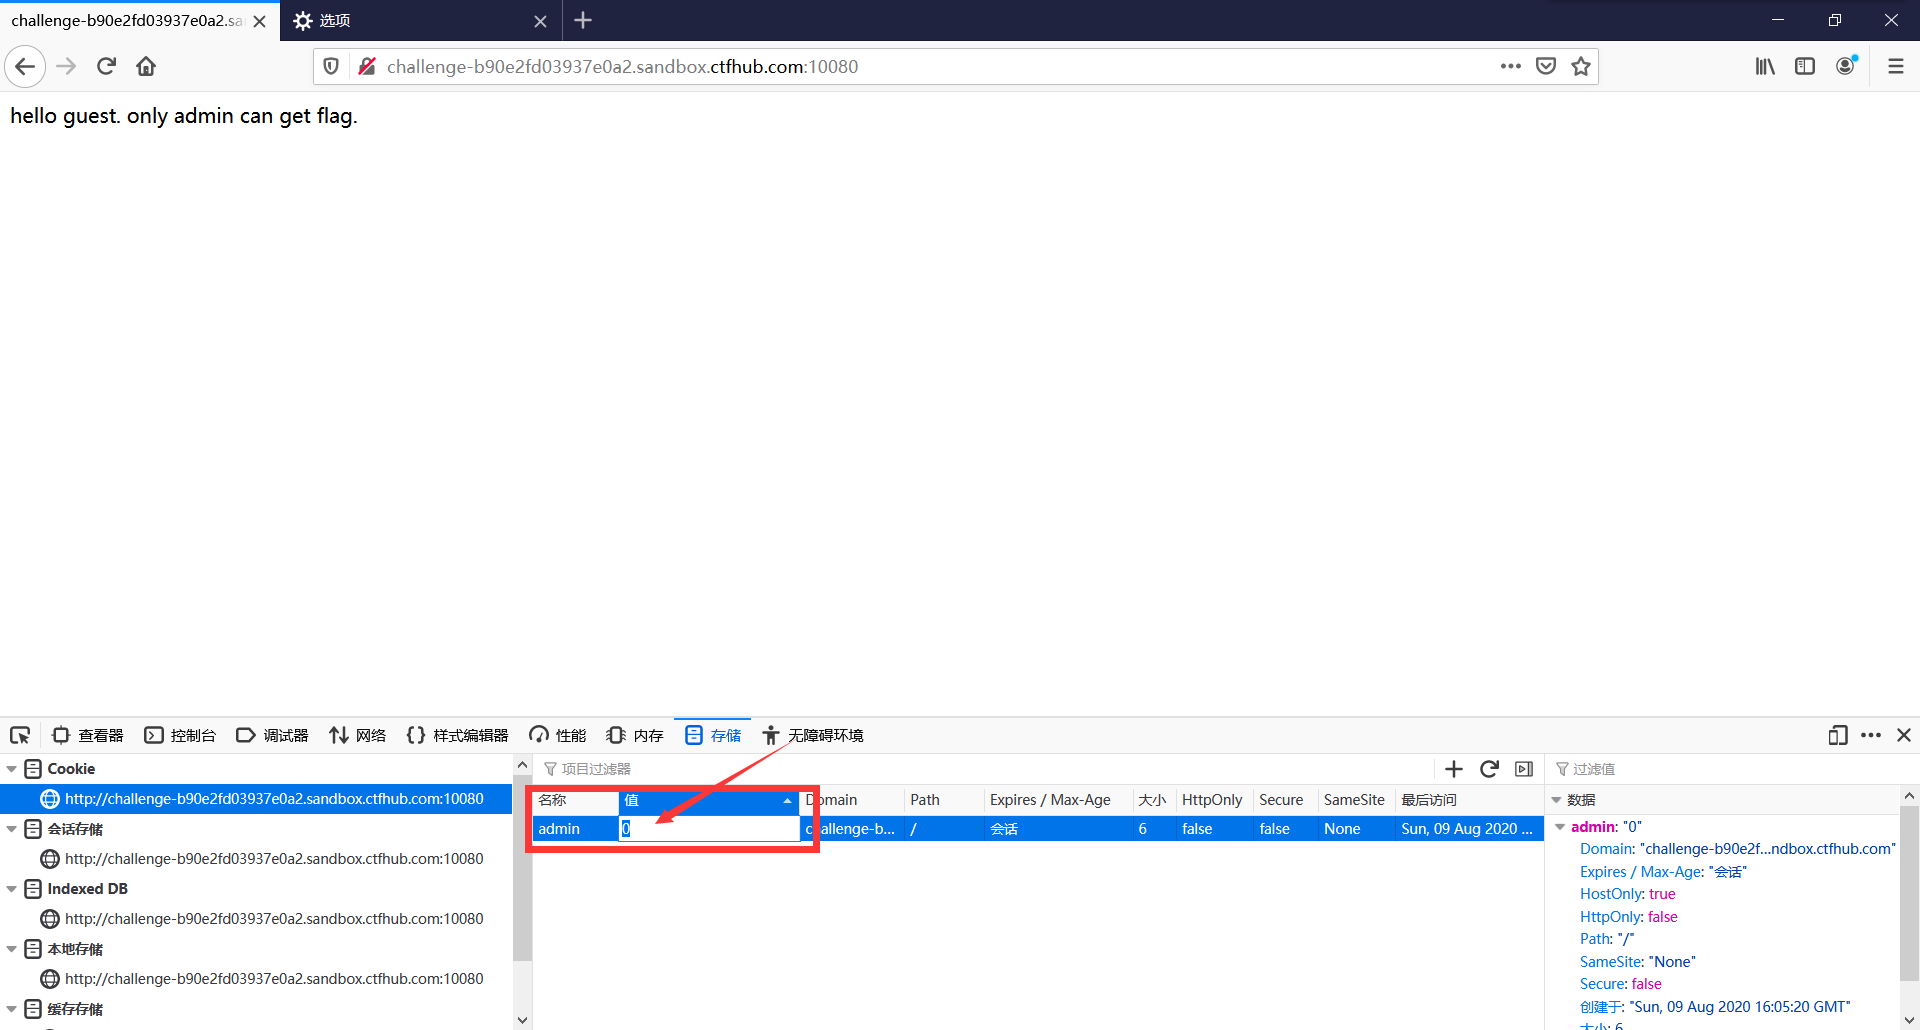 challenge-b90e2fd03937e0a2.sa
选项
challenge-b90e2fd03937e0a2.sandbox.ctfhub.com:10080
hello guest. only admin can get flag.
查看器 控制台 调试器 网络 样式编辑器 性能 内存 存储 无障碍环境
Cookie
http://challenge-b90e2fd03937e0a2.sandbox.ctfhub.com:10080
会话存储
http://challenge-b90e2fd03937e0a2.sandbox.ctfhub.com:10080
Indexed DB
http://challenge-b90e2fd03937e0a2.sandbox.ctfhub.com:10080
本地存储
http://challenge-b90e2fd03937e0a2.sandbox.ctfhub.com:10080
缓存存储
项目过滤器
名称 值 Domain Path Expires / Max-Age 大小 HttpOnly Secure SameSite 最后访问
admin 0 challenge-b... / 会话 6 false false None Sun, 09 Aug 2020 ...
过滤值
数据
admin: "0"
Domain: "challenge-b90e2f...ndbox.ctfhub.com"
Expires / Max-Age: "会话"
HostOnly: true
HttpOnly: false
Path: "/"
SameSite: "None"
Secure: false
创建于: "Sun, 09 Aug 2020 16:05:20 GMT"
大小: 6